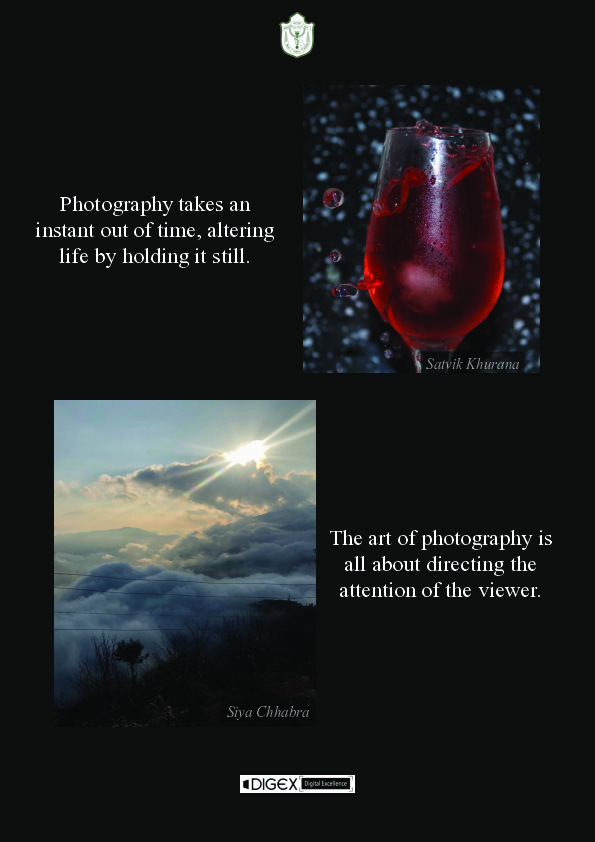 Photography takes an
instant out of time, altering
life by holding it still.
Satvik Khurana
The art of photography is
all about directing the
attention of the viewer.
Siya Chhabra
DIGEX Digital Excellence